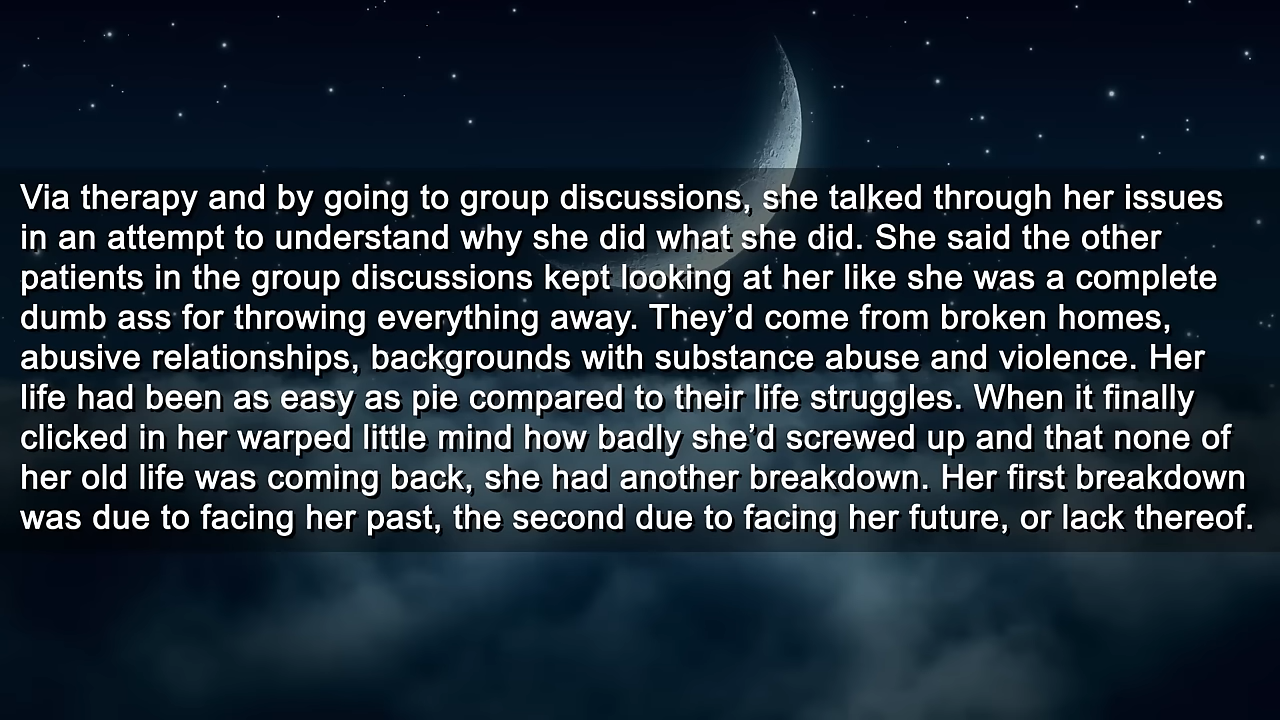 Via therapy and by going to group discussions, she talked through her issues
in an attempt to understand why she did what she did. She said the other
patients in the group discussions kept looking at her like she was a complete
dumb ass for throwing everything away. They’d come from broken homes,
abusive relationships, backgrounds with substance abuse and violence. Her
life had been as easy as pie compared to their life struggles. When it finally
clicked in her warped little mind how badly she’d screwed up and that none of
her old life was coming back, she had another breakdown. Her first breakdown
was due to facing her past, the second due to facing her future, or lack thereof.